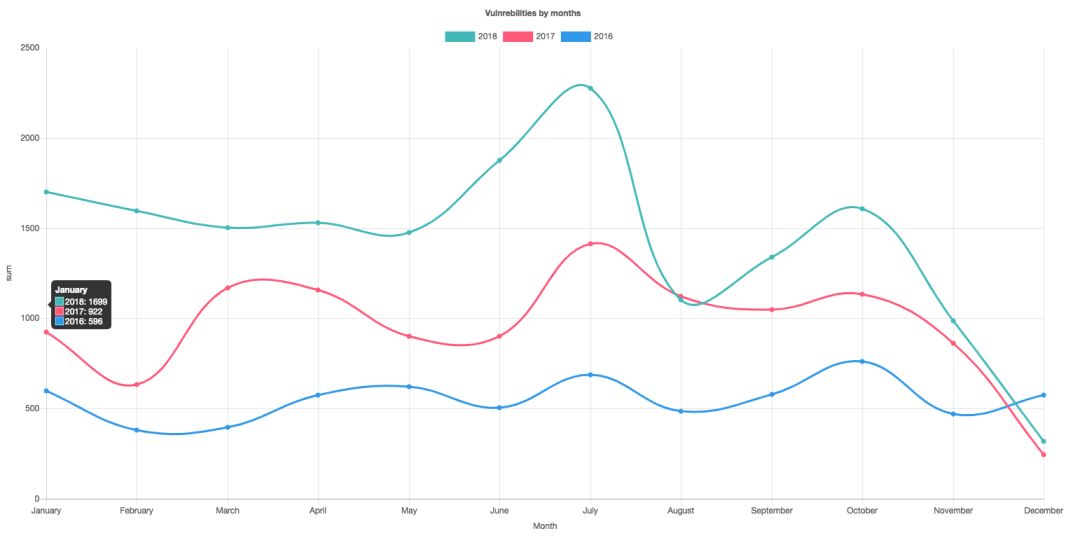 Vulnrebilities by months
2018 2017 2016
2500
2000
1500
1000
500
0
sum
January
2018: 1699
2017: 922
2016: 596
January February March April May June July August September October November December
Month